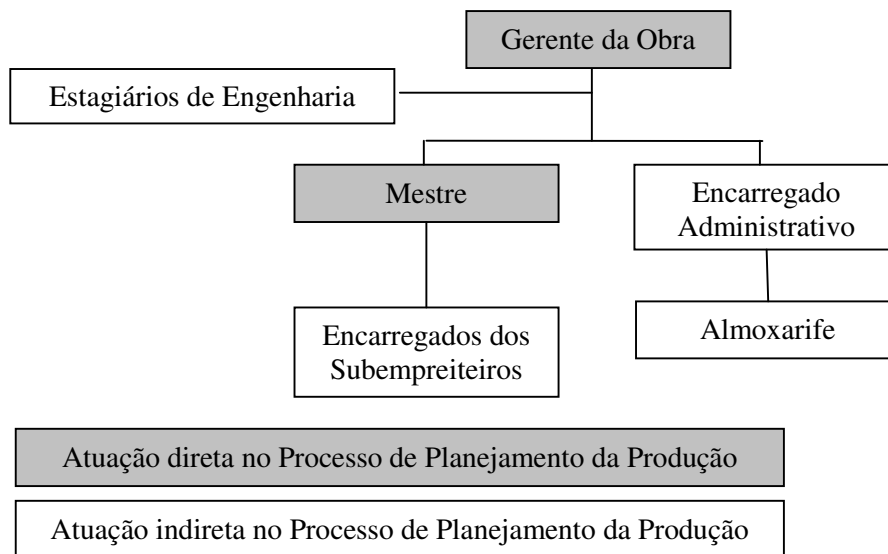 Gerente da Obra
Estagiários de Engenharia
Mestre
Encarregado
Administrativo
Encarregados dos
Subempreiteiros
Almoxarife
Atuação direta no Processo de Planejamento da Produção
Atuação indireta no Processo de Planejamento da Produção